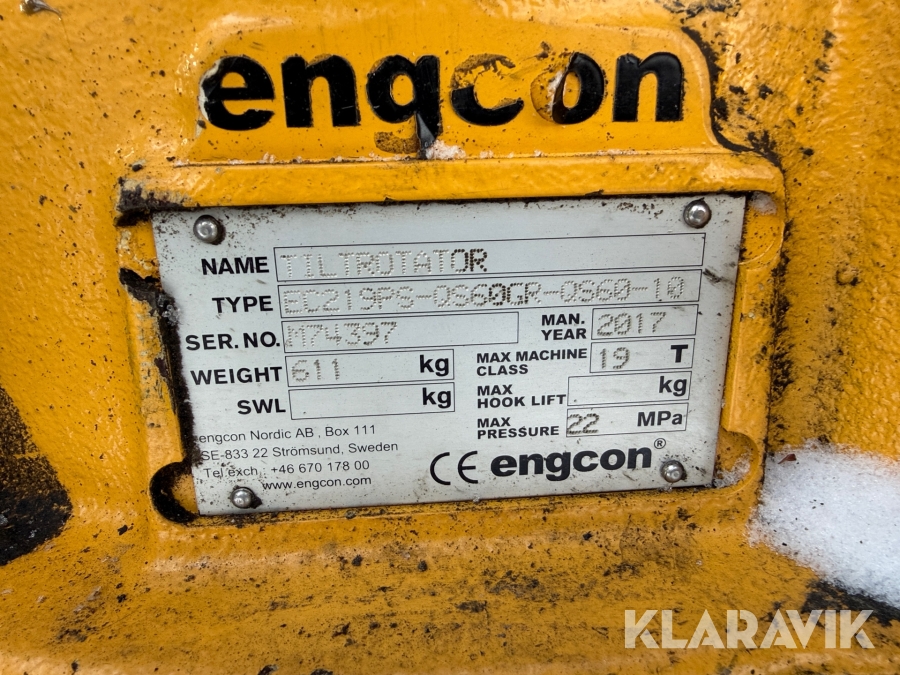 engcon
NAME TILTROTATOR
TYPE EC219PS-QS60GR-QS60-10
SER.NO. M74397 MAN. YEAR 2017
WEIGHT 611 kg MAX MACHINE CLASS 19 T
SWL . kg MAX HOOK LIFT . kg
MAX PRESSURE 22 MPa
engcon Nordic AB , Box 111
SE-833 22 Strömsund, Sweden
Tel.exch.: +46 670 178 00
www.engcon.com
CE engcon®
KLARAVIK